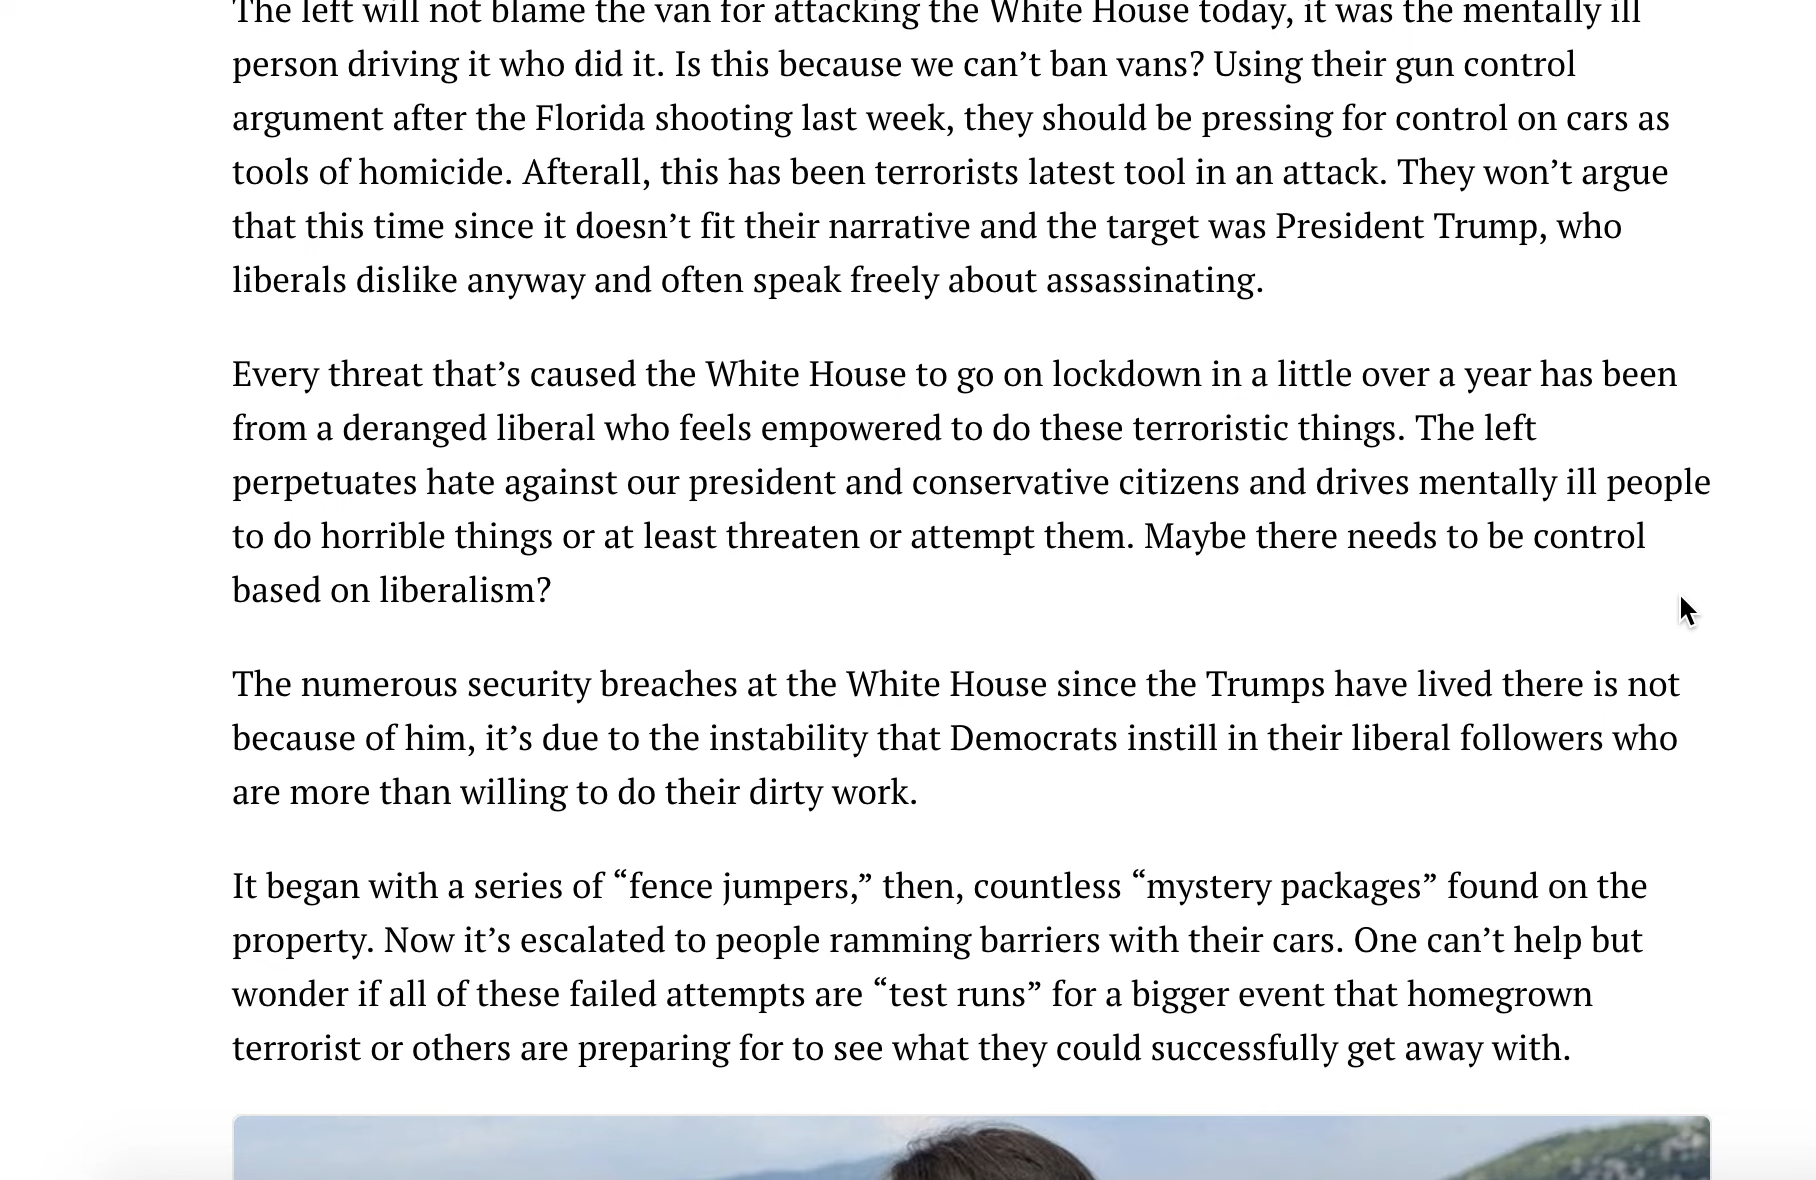 The left will not blame the van for attacking the White House today, it was the mentally ill
person driving it who did it. Is this because we can’t ban vans? Using their gun control
argument after the Florida shooting last week, they should be pressing for control on cars as
tools of homicide. Afterall, this has been terrorists latest tool in an attack. They won’t argue
that this time since it doesn’t fit their narrative and the target was President Trump, who
liberals dislike anyway and often speak freely about assassinating.
Every threat that’s caused the White House to go on lockdown in a little over a year has been
from a deranged liberal who feels empowered to do these terroristic things. The left
perpetuates hate against our president and conservative citizens and drives mentally ill people
to do horrible things or at least threaten or attempt them. Maybe there needs to be control
based on liberalism?
The numerous security breaches at the White House since the Trumps have lived there is not
because of him, it’s due to the instability that Democrats instill in their liberal followers who
are more than willing to do their dirty work.
It began with a series of “fence jumpers,” then, countless “mystery packages” found on the
property. Now it’s escalated to people ramming barriers with their cars. One can’t help but
wonder if all of these failed attempts are “test runs” for a bigger event that homegrown
terrorist or others are preparing for to see what they could successfully get away with.